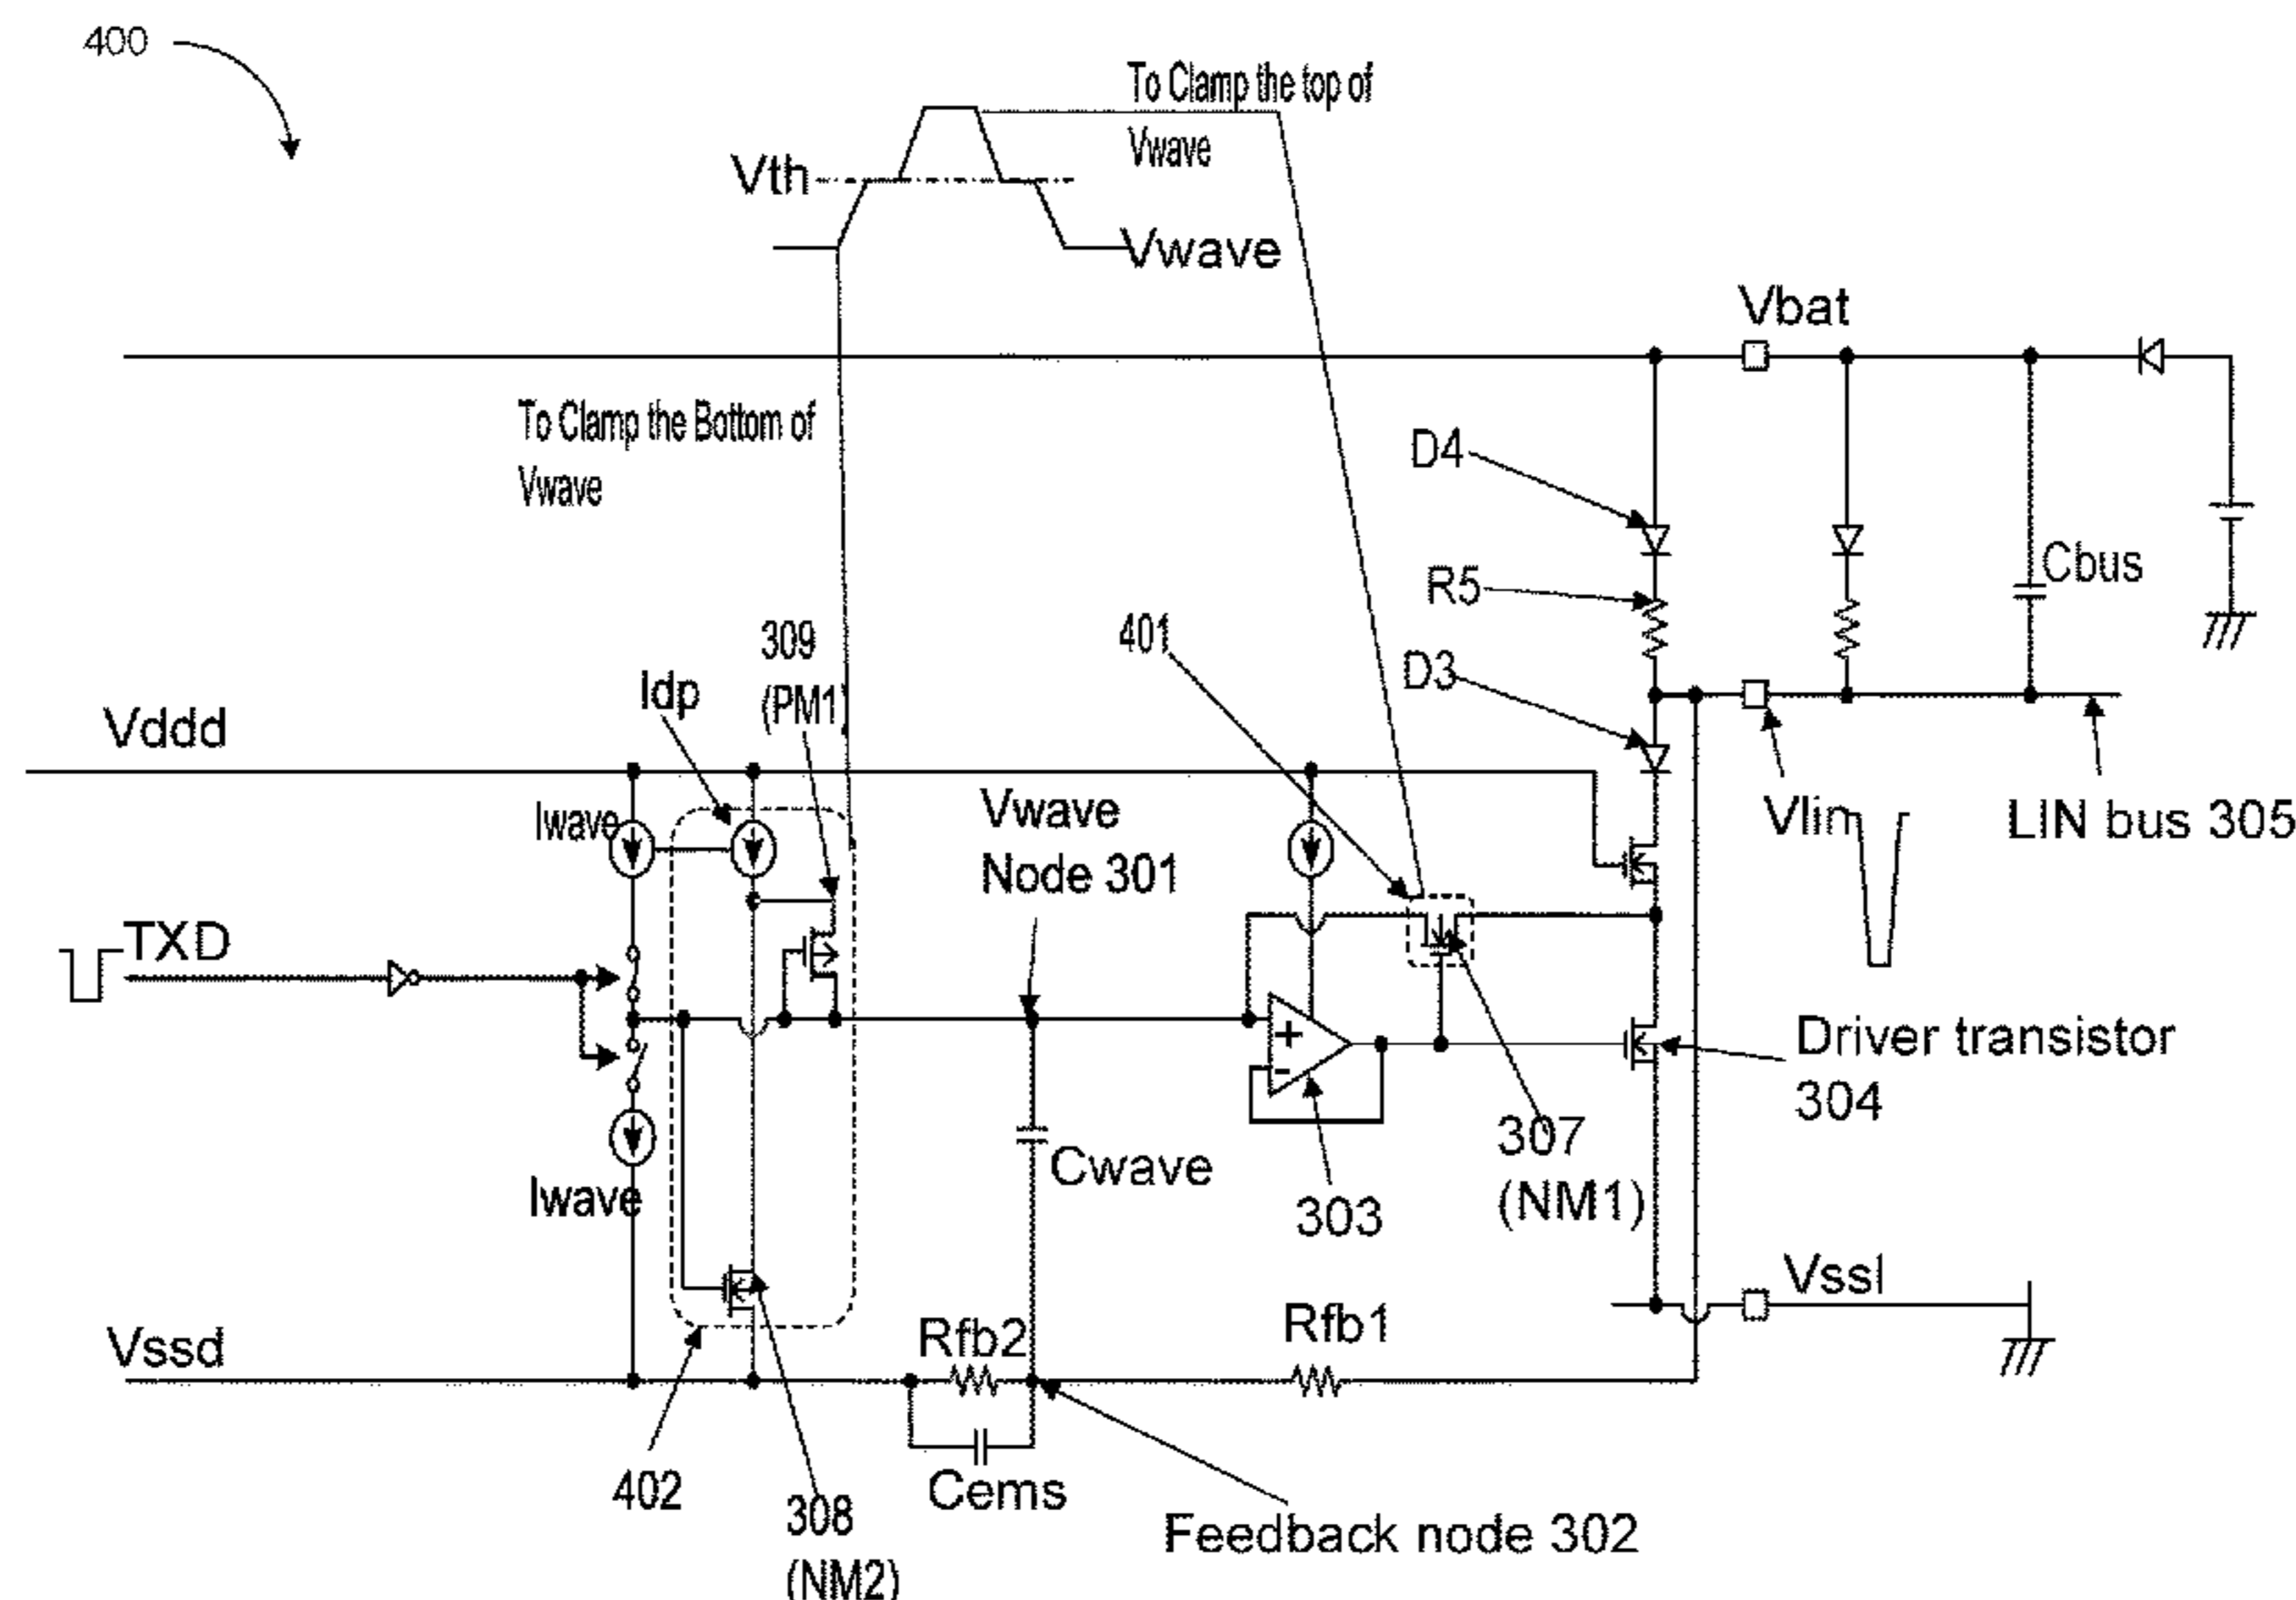 400
To Clamp the top of
Vwave
Vth
Vwave
Vbat
To Clamp the Bottom of
Vwave
D4
R5
Cbus
309
(PM1)
401
D3
Idp
Vddd
Iwave
Vwave
Node 301
Vlin
LIN bus 305
TXD
+
-
Driver transistor
304
Iwave
Cwave
303
307
(NM1)
Vssl
Vssd
Rfb2
Rfb1
402
308
(NM2)
Cems
Feedback node 302